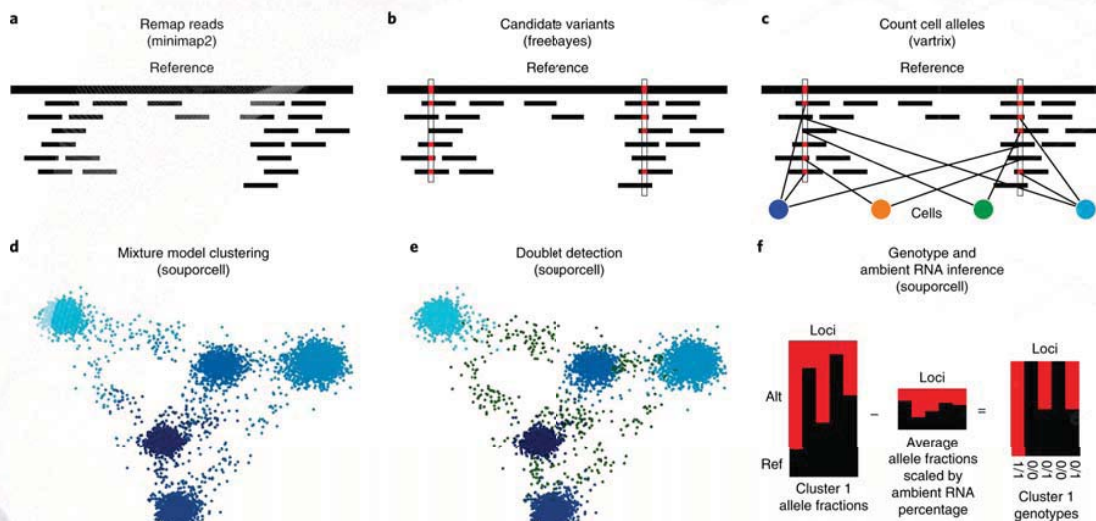 a
Remap reads
(minimap2)
Reference
b
Candidate variants
(freebayes)
Reference
c
Count cell alleles
(vartrix)
Reference
Cells
d
Mixture model clustering
(souporcell)
e
Doublet detection
(souporcell)
f
Genotype and
ambient RNA inference
(souporcell)
Loci
Alt
Ref
Cluster 1
allele fractions
–
Loci
Average
allele fractions
scaled by
ambient RNA
percentage
=
Loci
1/1
0/0
0/1
0/0
0/1
Cluster 1
genotypes